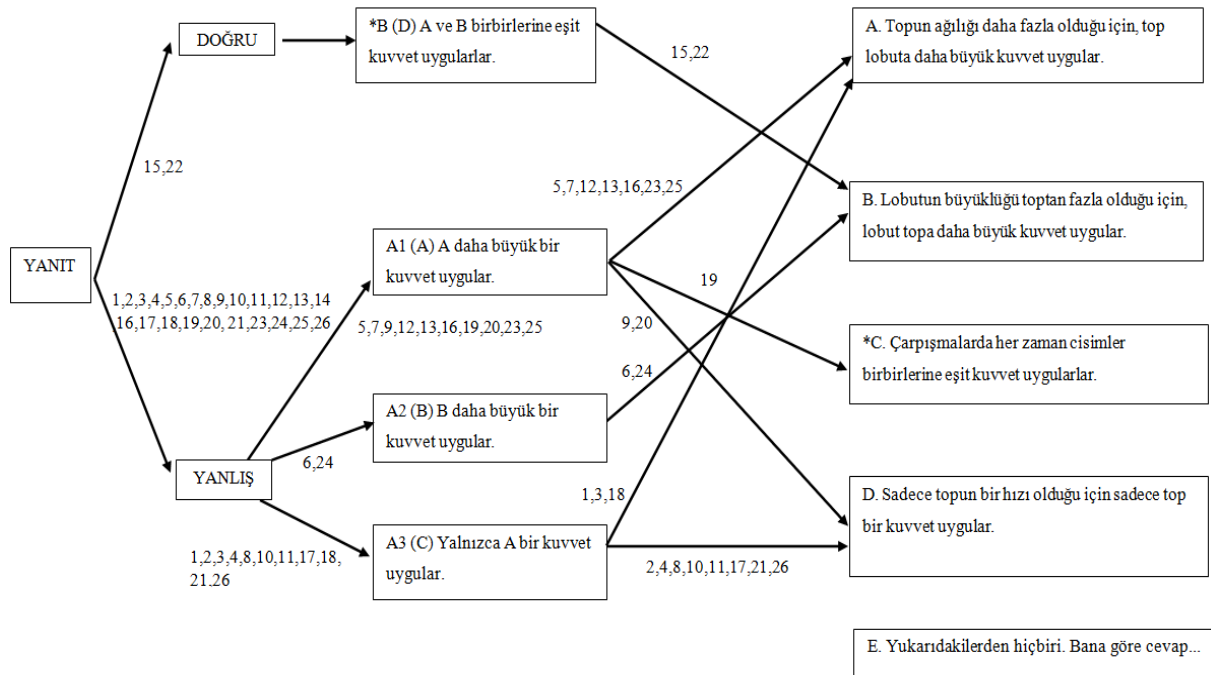 DOĞRU
*B (D) A ve B birbirlerine eşit
kuvvet uygularlar.
A. Topun ağılığı daha fazla olduğu için, top
lobuta daha büyük kuvvet uygular.
15,22
15,22
5,7,12,13,16,23,25
B. Lobutun büyüklüğü toptan fazla olduğu için,
lobut topa daha büyük kuvvet uygular.
YANIT
A1 (A) A daha büyük bir
kuvvet uygular.
19
1,2,3,4,5,6,7,8,9,10,11,12,13,14
,16,17,18,19,20, 21,23,24,25,26
5,7,9,12,13,16,19,20,23,25
9,20
*C. Çarpışmalarda her zaman cisimler
birbirlerine eşit kuvvet uygularlar.
6,24
A2 (B) B daha büyük bir
kuvvet uygular.
YANLIŞ
6,24
1,3,18
D. Sadece topun bir hızı olduğu için sadece top
bir kuvvet uygular.
A3 (C) Yalnızca A bir kuvvet
uygular.
1,2,3,4,8,10,11,17,18,
21,26
2,4,8,10,11,17,21,26
E. Yukarıdakilerden hiçbiri. Bana göre cevap...